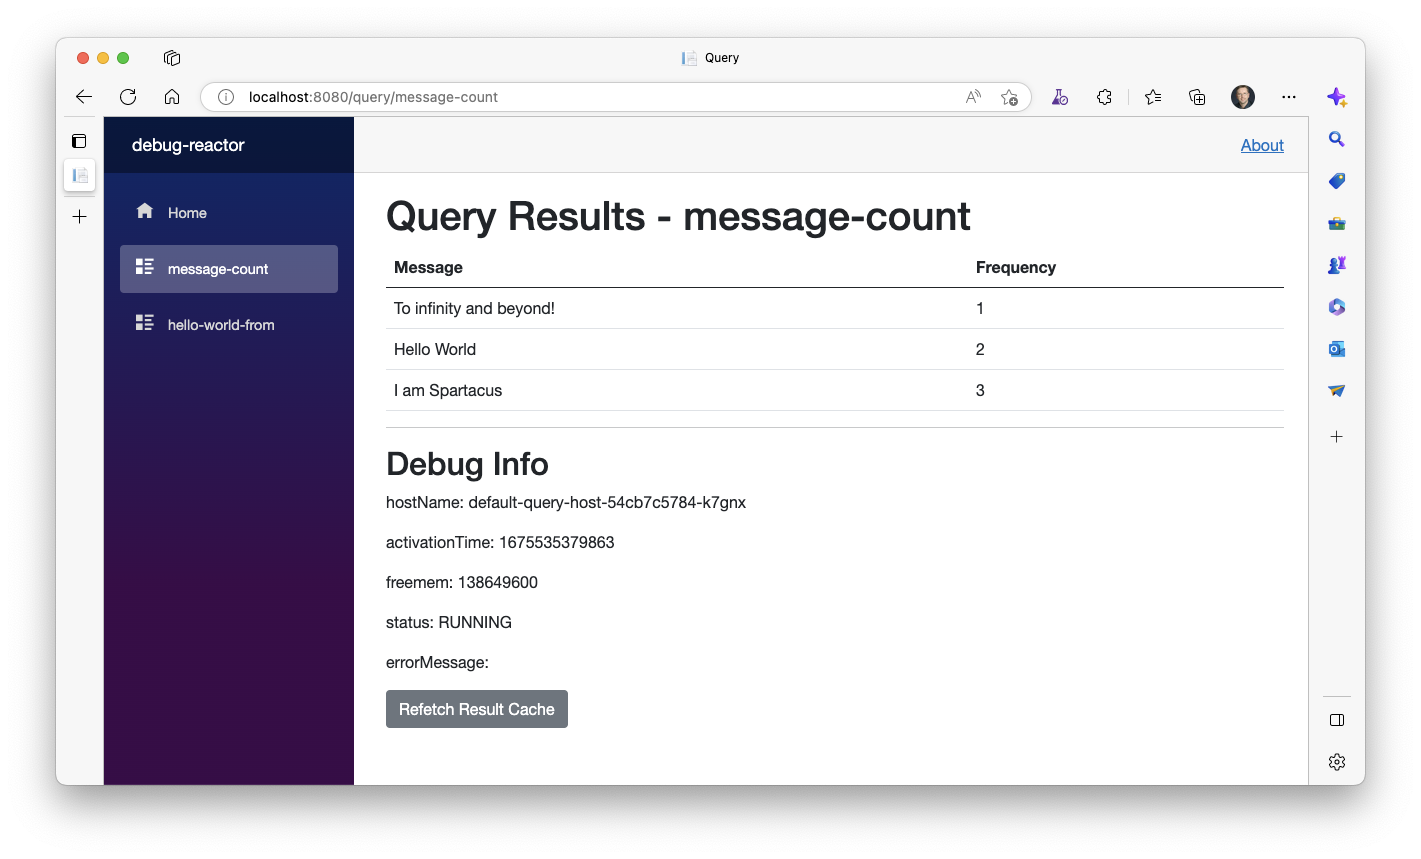 Query
localhost:8080/query/message-count
debug-reactor
About
Home
message-count
hello-world-from
Query Results - message-count
Message Frequency
To infinity and beyond! 1
Hello World 2
I am Spartacus 3
Debug Info
hostName: default-query-host-54cb7c5784-k7gnx
activationTime: 1675535379863
freemem: 138649600
status: RUNNING
errorMessage:
Refetch Result Cache